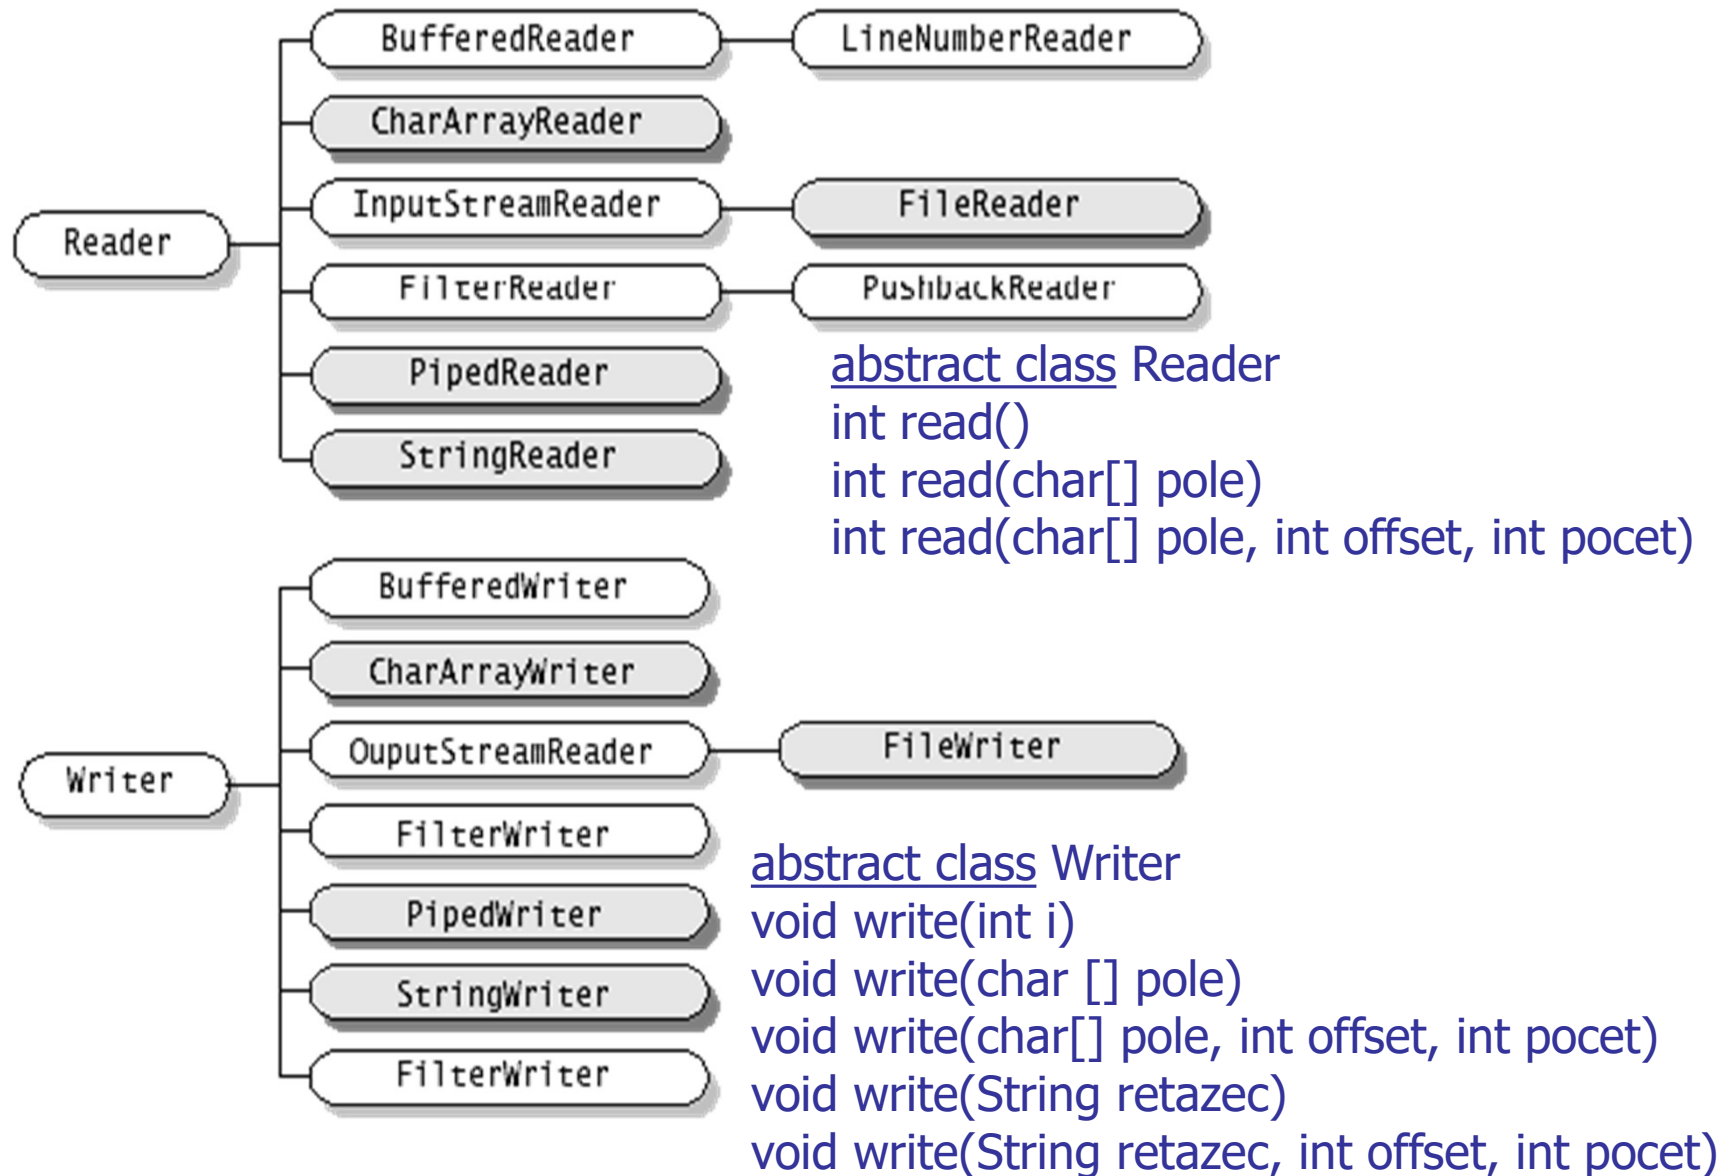 BufferedReader
LineNumberReader
CharArrayReader
InputStreamReader
FileReader
Reader
FilterReader
PushbackReader
PipedReader
StringReader
abstract class Reader
int read()
int read(char[] pole)
int read(char[] pole, int offset, int pocet)
BufferedWriter
CharArrayWriter
OuputStreamReader
FileWriter
Writer
FilterWriter
PipedWriter
StringWriter
FilterWriter
abstract class Writer
void write(int i)
void write(char [] pole)
void write(char[] pole, int offset, int pocet)
void write(String retazec)
void write(String retazec, int offset, int pocet)